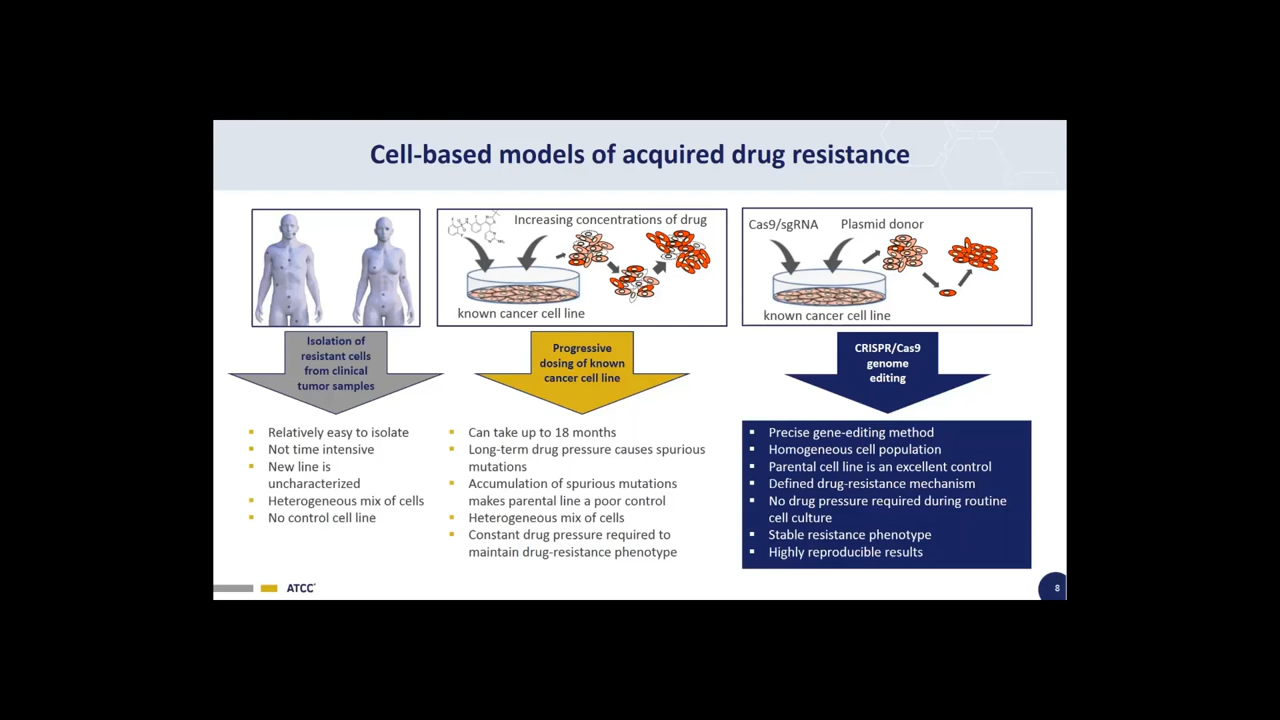 Cell-based models of acquired drug resistance
Increasing concentrations of drug
known cancer cell line
Cas9/sgRNA
Plasmid donor
known cancer cell line
Isolation of
resistant cells
from clinical
tumor samples
Progressive
dosing of known
cancer cell line
CRISPR/Cas9
genome
editing
▪ Relatively easy to isolate
▪ Not time intensive
▪ New line is
uncharacterized
▪ Heterogeneous mix of cells
▪ No control cell line
▪ Can take up to 18 months
▪ Long-term drug pressure causes spurious
mutations
▪ Accumulation of spurious mutations
makes parental line a poor control
▪ Heterogeneous mix of cells
▪ Constant drug pressure required to
maintain drug-resistance phenotype
▪ Precise gene-editing method
▪ Homogeneous cell population
▪ Parental cell line is an excellent control
▪ Defined drug-resistance mechanism
▪ No drug pressure required during routine
cell culture
▪ Stable resistance phenotype
▪ Highly reproducible results
ATCC
8